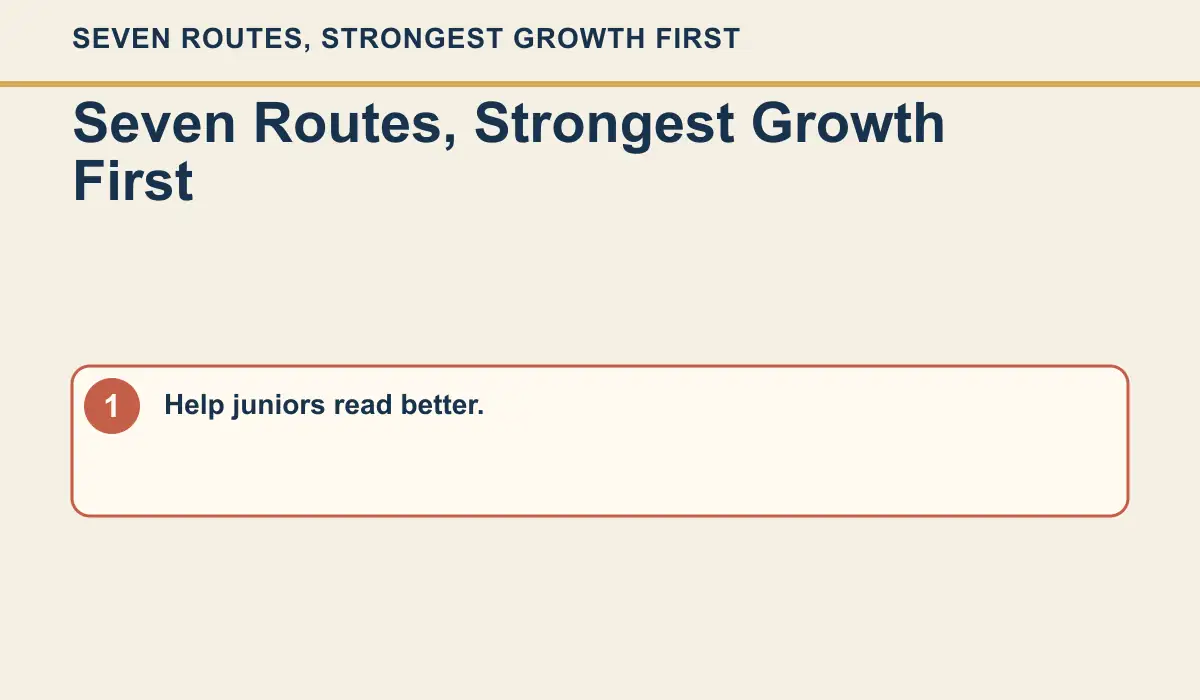 SEVEN ROUTES, STRONGEST GROWTH FIRST
Seven Routes, Strongest Growth
First
1
Help juniors read better.